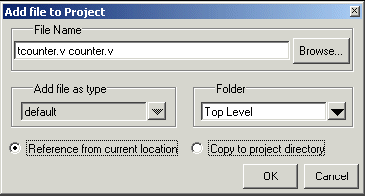 Add file to Project
File Name
tcounter.v counter.v
Browse...
Add file as type
Folder
default
Top Level
Reference from current location
Copy to project directory
OK
Cancel